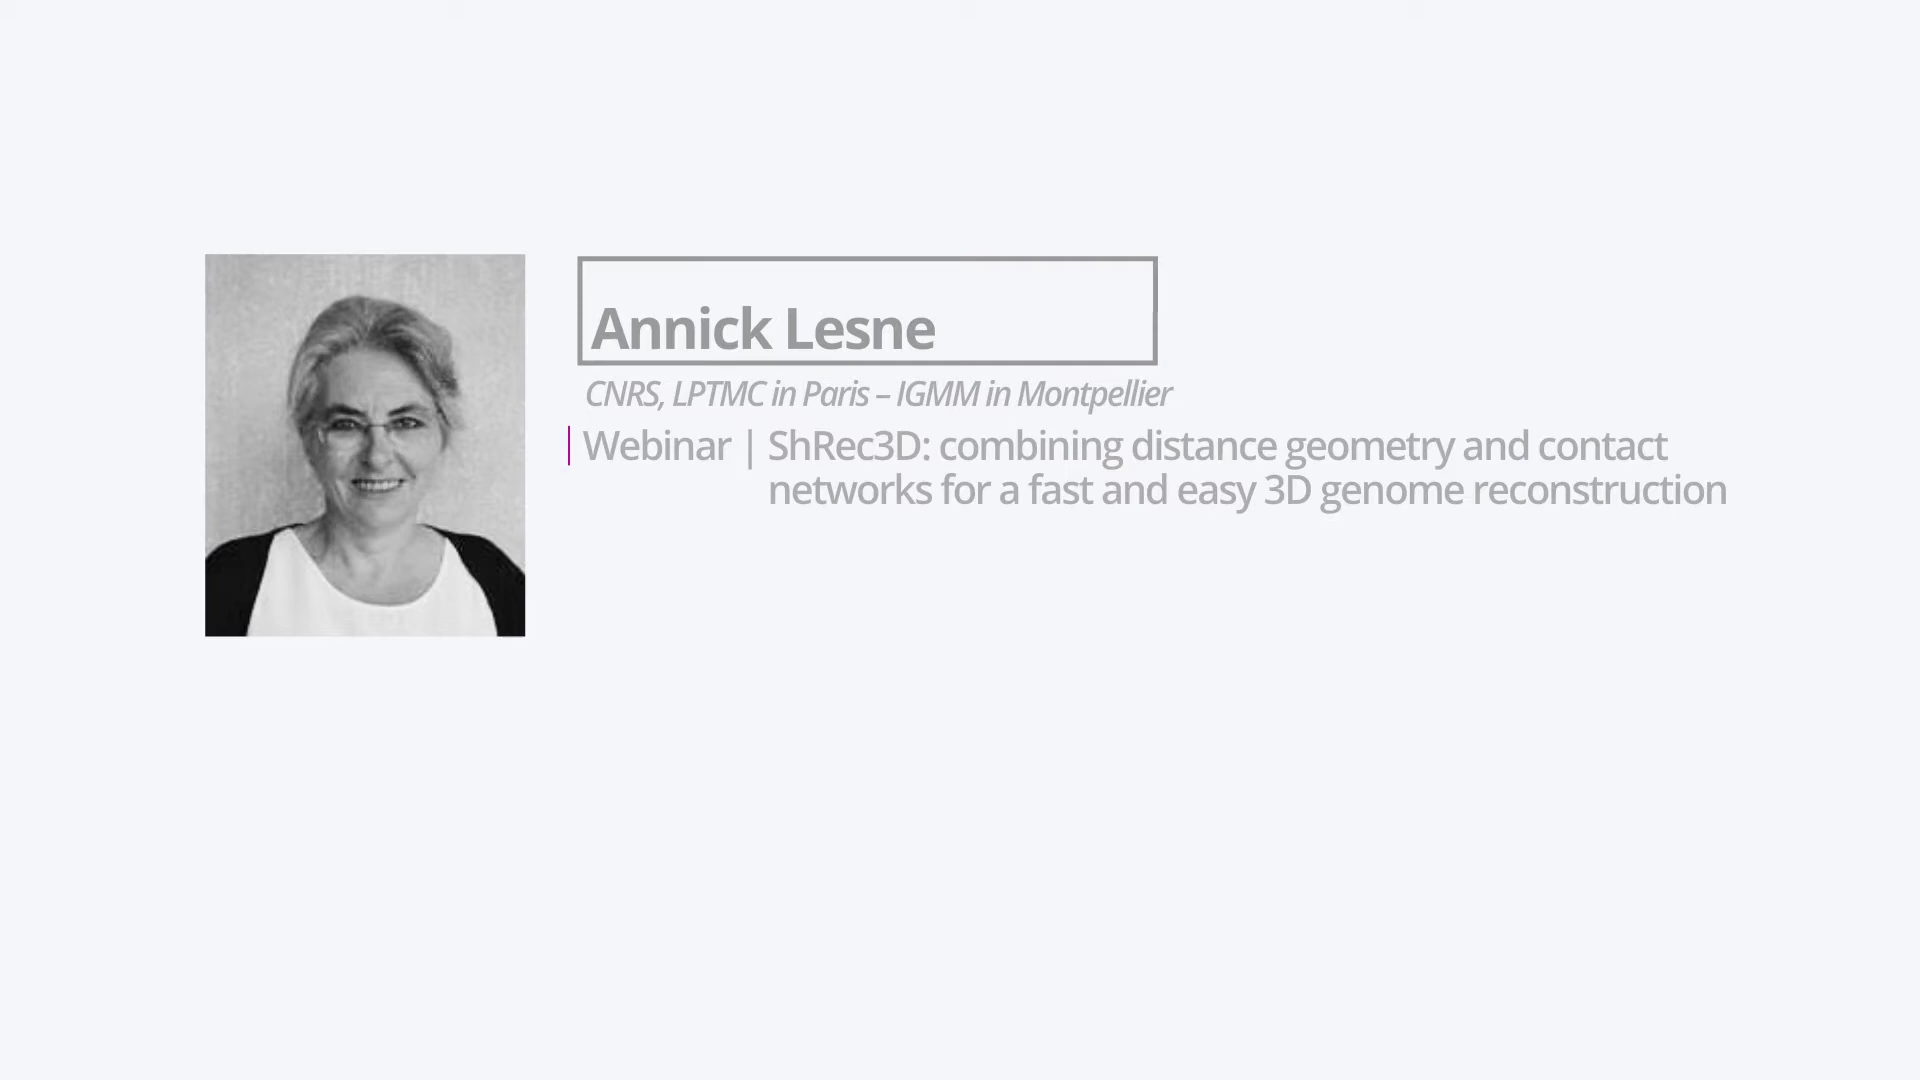 Annick Lesne
CNRS, LPTMC in Paris – IGMM in Montpellier
Webinar | ShRec3D: combining distance geometry and contact
networks for a fast and easy 3D genome reconstruction